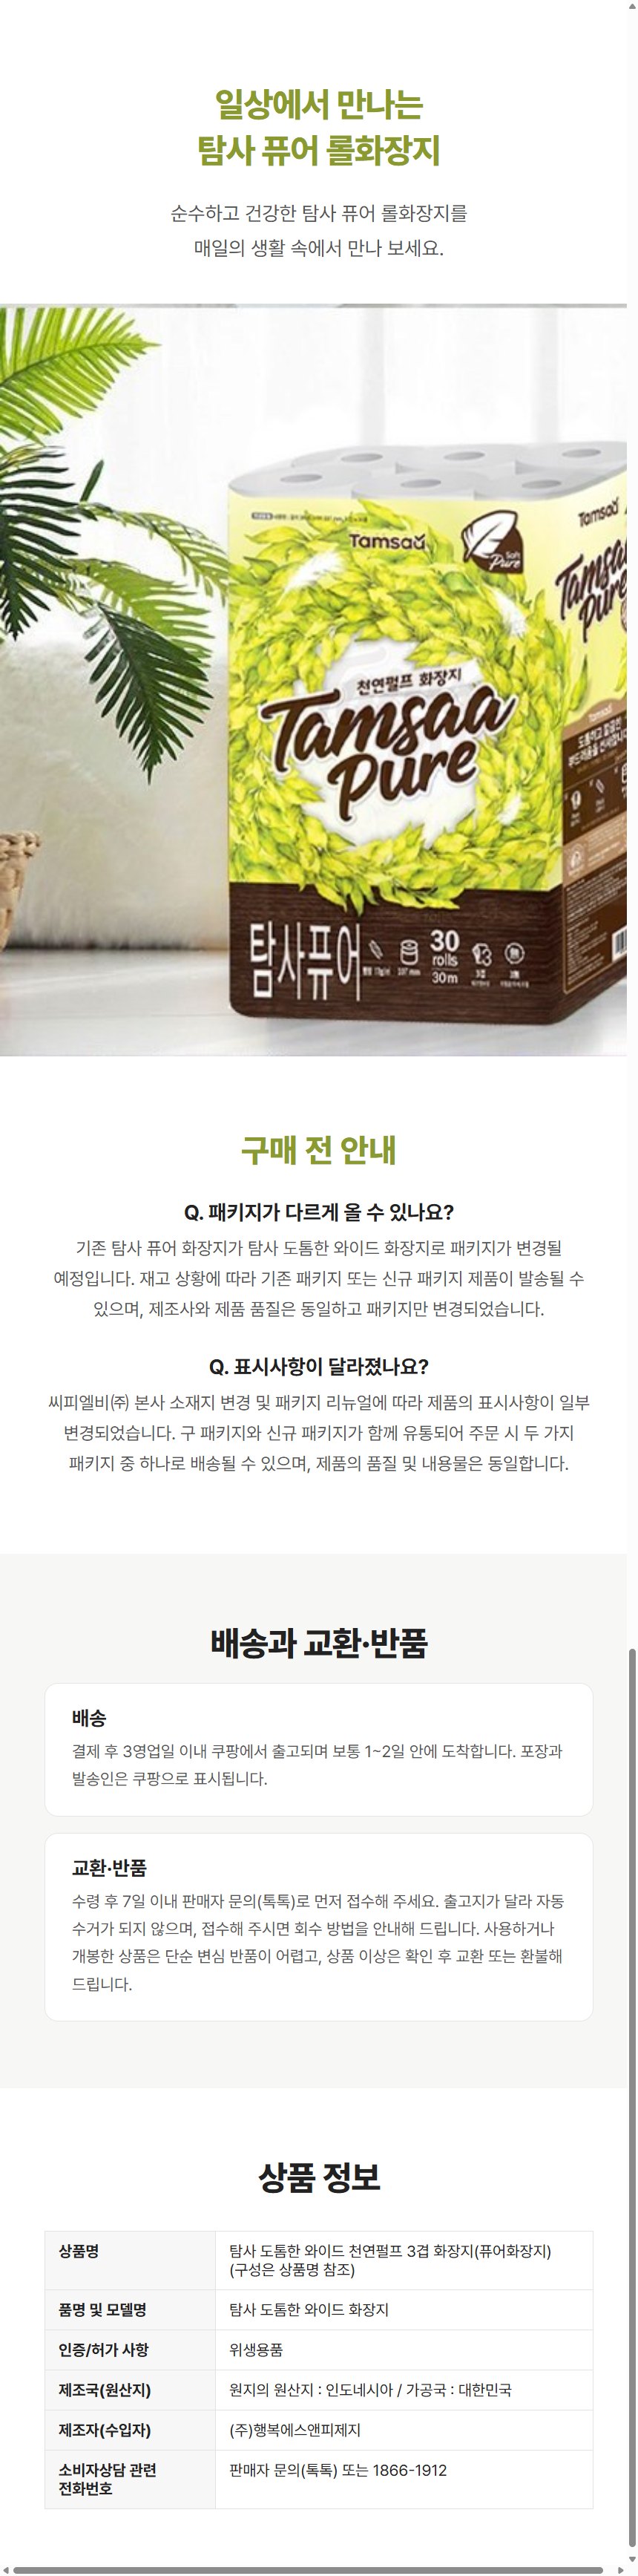 일상에서 만나는
탐사 퓨어 롤화장지
순수하고 건강한 탐사 퓨어 롤화장지를
매일의 생활 속에서 만나 보세요.
Tamsaa
Soft
Pure
Tamsaa
Tamsaa
Pure
천연펄프 화장지
Tamsaa
Pure
탐사퓨어
30
rolls
30m
구매 전 안내
Q. 패키지가 다르게 올 수 있나요?
기존 탐사 퓨어 화장지가 탐사 도톰한 와이드 화장지로 패키지가 변경될
예정입니다. 재고 상황에 따라 기존 패키지 또는 신규 패키지 제품이 발송될 수
있으며, 제조사와 제품 품질은 동일하고 패키지만 변경되었습니다.
Q. 표시사항이 달라졌나요?
씨피엘비㈜ 본사 소재지 변경 및 패키지 리뉴얼에 따라 제품의 표시사항이 일부
변경되었습니다. 구 패키지와 신규 패키지가 함께 유통되어 주문 시 두 가지
패키지 중 하나로 배송될 수 있으며, 제품의 품질 및 내용물은 동일합니다.
배송과 교환·반품
배송
결제 후 3영업일 이내 쿠팡에서 출고되며 보통 1~2일 안에 도착합니다. 포장과
발송인은 쿠팡으로 표시됩니다.
교환·반품
수령 후 7일 이내 판매자 문의(톡톡)로 먼저 접수해 주세요. 출고지가 달라 자동
수거가 되지 않으며, 접수해 주시면 회수 방법을 안내해 드립니다. 사용하거나
개봉한 상품은 단순 변심 반품이 어렵고, 상품 이상은 확인 후 교환 또는 환불해
드립니다.
상품 정보
상품명 탐사 도톰한 와이드 천연펄프 3겹 화장지(퓨어화장지)
(구성은 상품명 참조)
품명 및 모델명 탐사 도톰한 와이드 화장지
인증/허가 사항 위생용품
제조국(원산지) 원지의 원산지 : 인도네시아 / 가공국 : 대한민국
제조자(수입자) (주)행복에스앤피제지
소비자상담 관련 판매자 문의(톡톡) 또는 1866-1912
전화번호